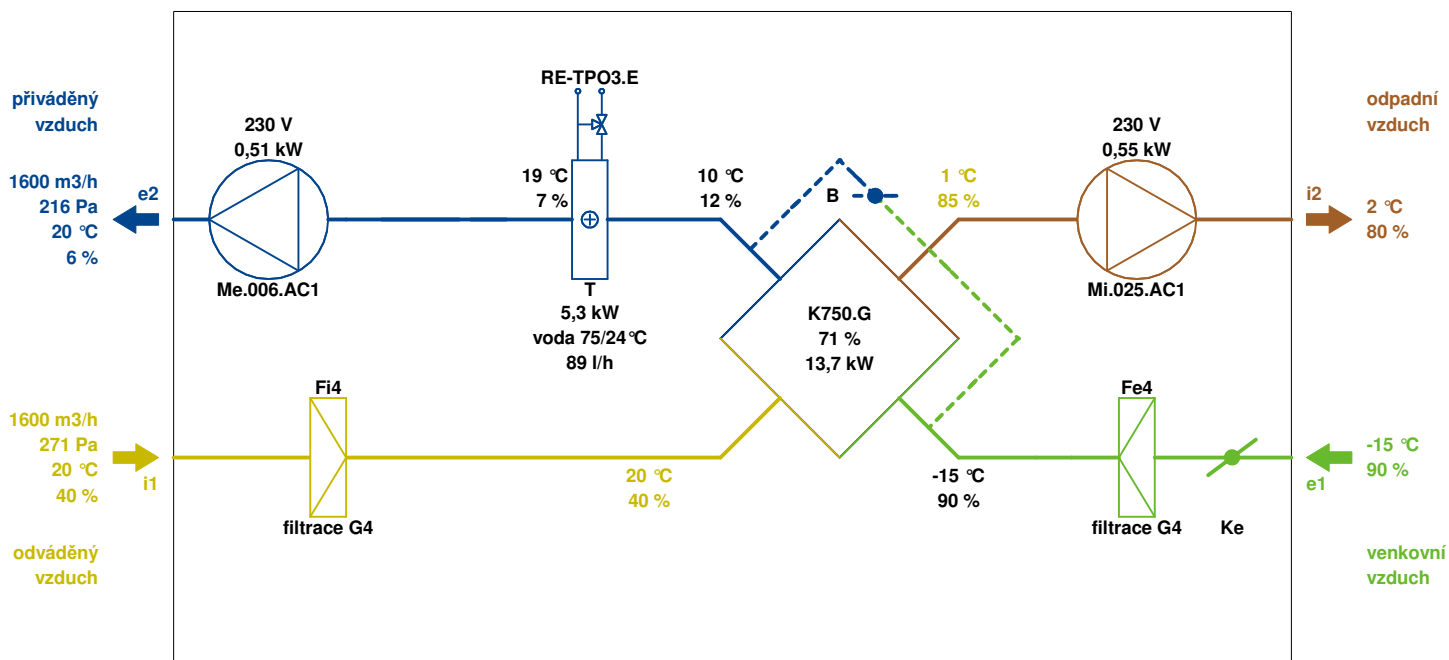 RE-TPO3.E
přiváděný
vzduch
230 V
0,51 kW
1600 m3/h
216 Pa
20 °C
6 %
e2
Me.006.AC1
19 °C
7 %
T
5,3 kW
voda 75/24°C
89 l/h
10 °C
12 %
B
1 °C
85 %
230 V
0,55 kW
Mi.025.AC1
odpadní
vzduch
i2
2 °C
80 %
K750.G
71 %
13,7 kW
1600 m3/h
271 Pa
20 °C
40 %
i1
Fi4
filtrace G4
20 °C
40 %
-15 °C
90 %
Fe4
filtrace G4
Ke
e1
-15 °C
90 %
odváděný
vzduch
venkovní
vzduch